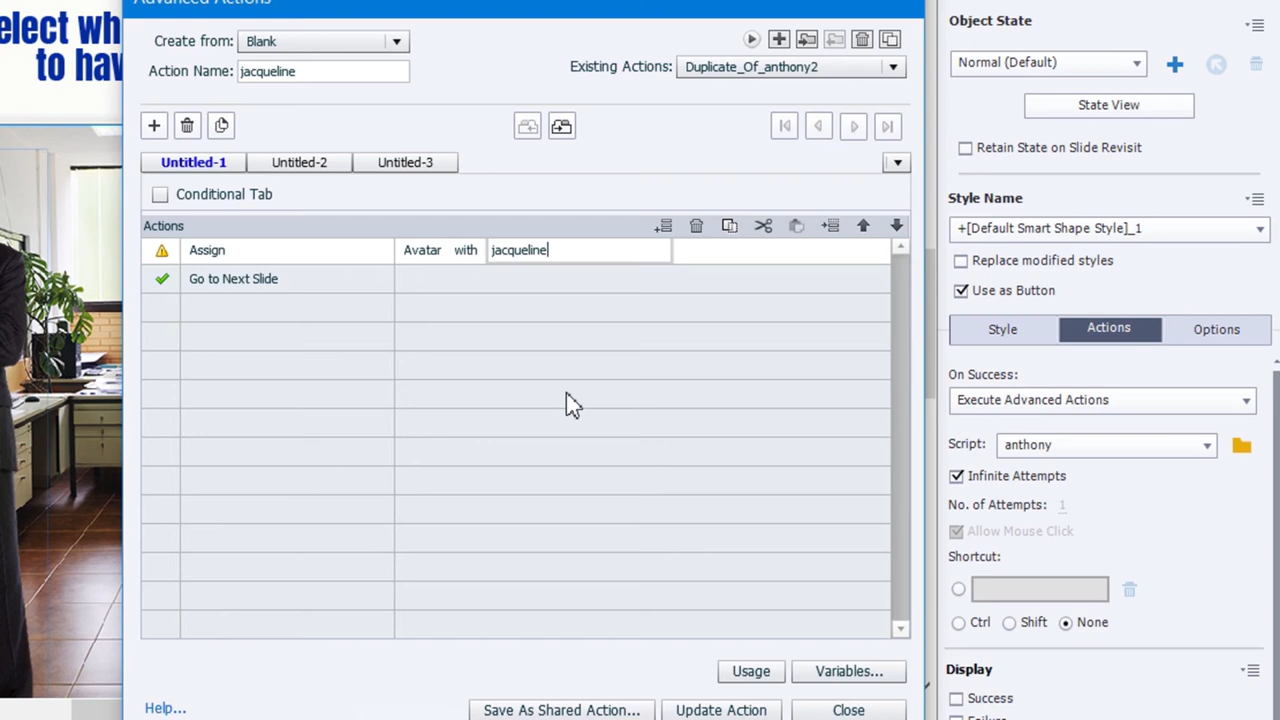 elect wh
to hav
Advanced Actions
Create from: Blank
Action Name: jacqueline
Existing Actions: Duplicate_Of_anthony2
Untitled-1 Untitled-2 Untitled-3
Conditional Tab
Actions
Assign Avatar with jacqueline
Go to Next Slide
Usage Variables...
Help... Save As Shared Action... Update Action Close
Object State
Normal (Default)
State View
Retain State on Slide Revisit
Style Name
+[Default Smart Shape Style]_1
Replace modified styles
Use as Button
Style Actions Options
On Success:
Execute Advanced Actions
Script: anthony
Infinite Attempts
No. of Attempts: 1
Allow Mouse Click
Shortcut:
Ctrl Shift None
Display
Success